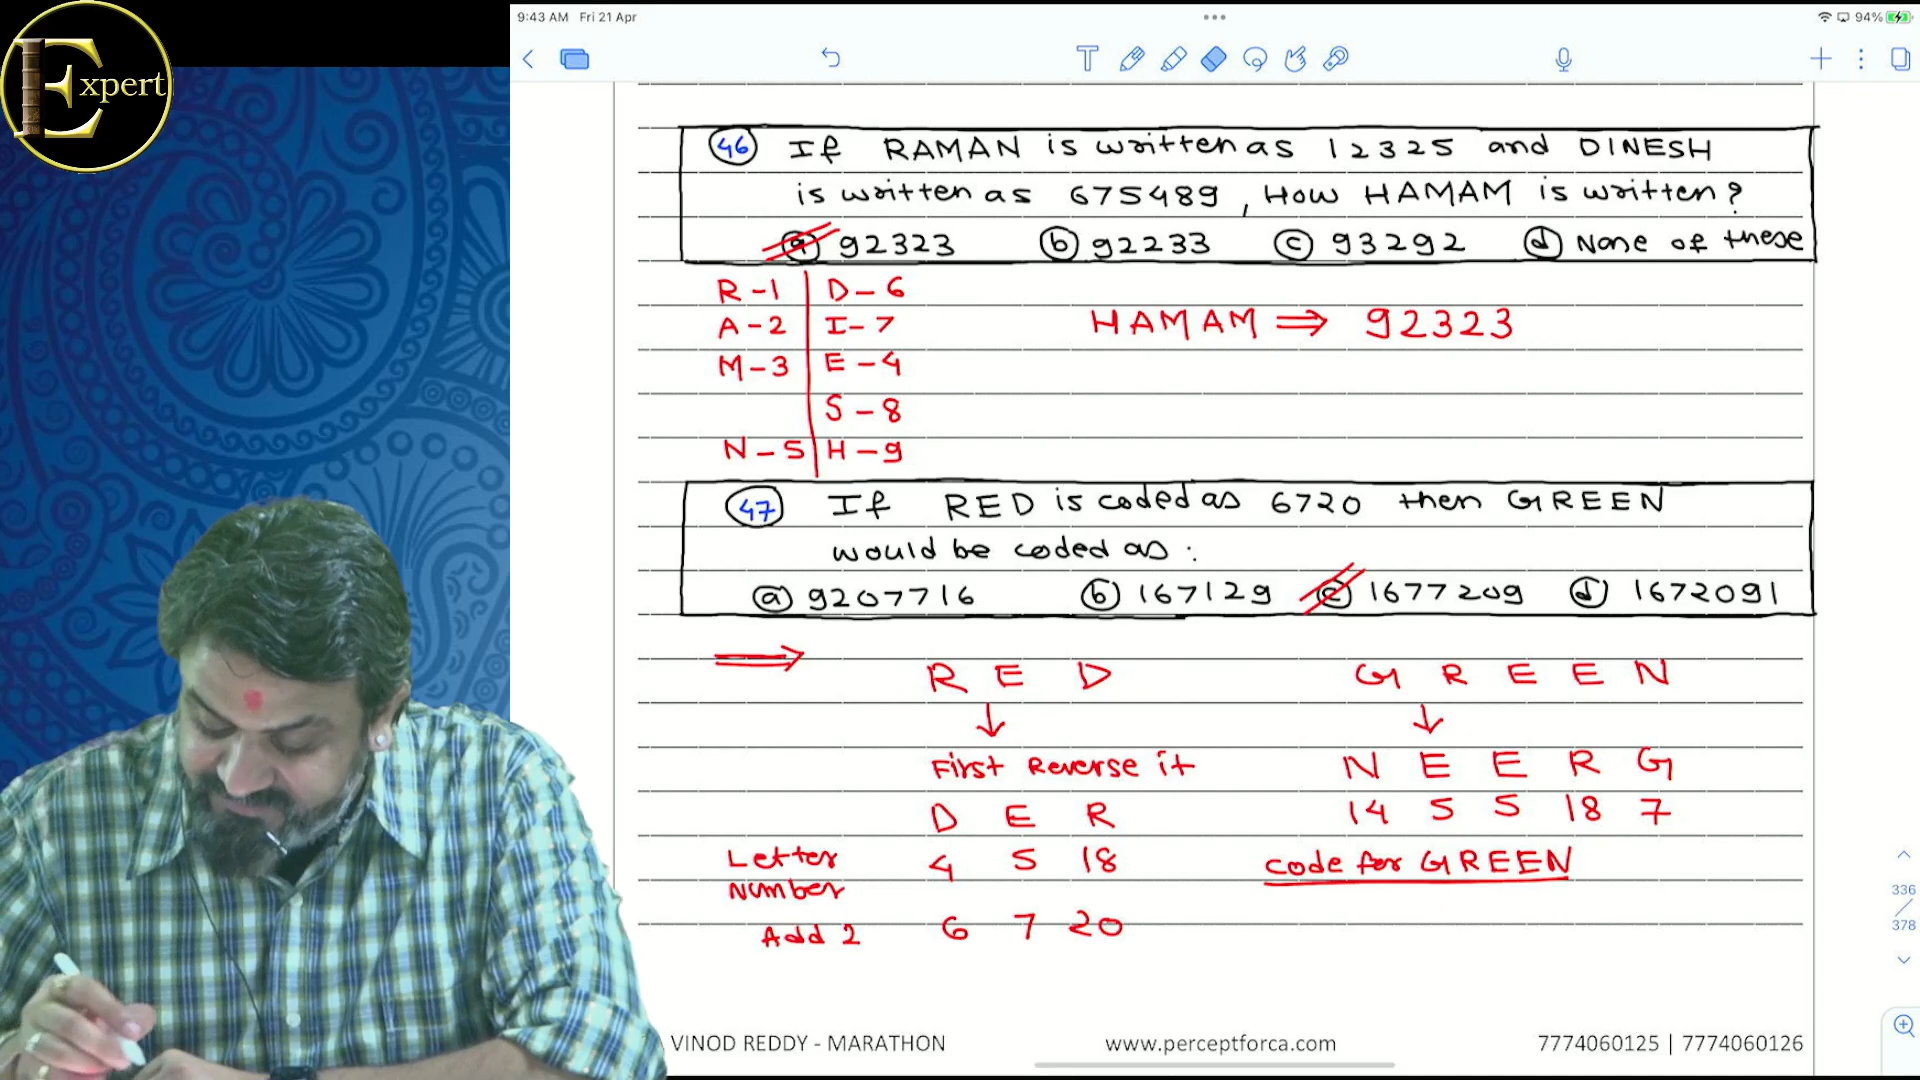 9:43 AM Fri 21 Apr
94%
Expert
46 If RAMAN is written as 12325 and DINESH
is written as 675489, How HAMAM is written?
a 92323 b 92233 c 93292 d None of these
R - 1 D - 6
A - 2 I - 7
M - 3 E - 4
S - 8
N - 5 H - 9
HAMAM ⇒ 92323
47 If RED is coded as 6720 then GREEN
would be coded as :
a 9207716 b 167129 c 1677209 d 1672091
⇒
R E D G R E E N
↓ ↓
First Reverse it N E E R G
D E R 14 5 5 18 7
Letter 4 5 18 code for GREEN
Number
Add 2 6 7 20
336
378
VINOD REDDY - MARATHON www.perceptforca.com 7774060125 | 7774060126